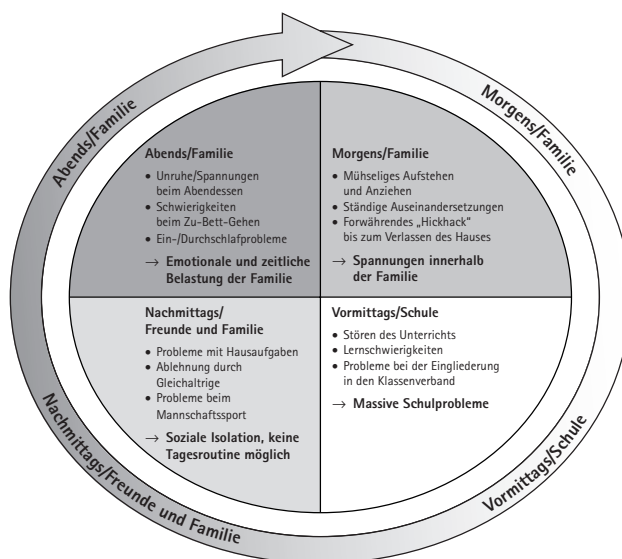 Abends/Familie
Morgens/Familie
Abends/Familie
• Unruhe/Spannungen
beim Abendessen
• Schwierigkeiten
beim Zu-Bett-Gehen
• Ein-/Durchschlafprobleme
→ Emotionale und zeitliche
Belastung der Familie
Morgens/Familie
• Mühseliges Aufstehen
und Anziehen
• Ständige Auseinandersetzungen
• Forwährendes „Hickhack"
bis zum Verlassen des Hauses
→ Spannungen innerhalb
der Familie
Nachmittags/
Freunde und Familie
• Probleme mit Hausaufgaben
• Ablehnung durch
Gleichaltrige
• Probleme beim
Mannschaftssport
→ Soziale Isolation, keine
Tagesroutine möglich
Vormittags/Schule
• Stören des Unterrichts
• Lernschwierigkeiten
• Probleme bei der Eingliederung
in den Klassenverband
→ Massive Schulprobleme
Nachmittags/Freunde und Familie
Vormittags/Schule